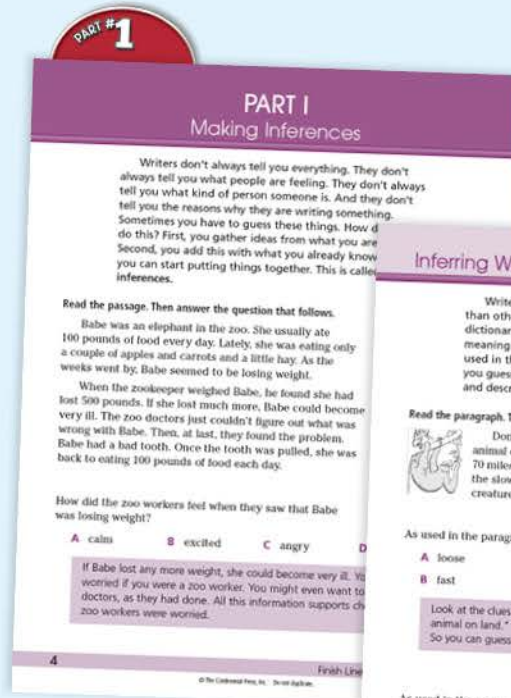 PART #1
PART I
Making Inferences
Writers don't always tell you everything. They don't
always tell you what people are feeling. They don't always
tell you what kind of person someone is. And they don't
tell you the reasons why they are writing something.
Sometimes you have to guess these things. How d
do this? First, you gather ideas from what you are
Second, you add this with what you already know
you can start putting things together. This is calle
inferences.
Read the passage. Then answer the question that follows.
Babe was an elephant in the zoo. She usually ate
100 pounds of food every day. Lately, she was eating only
a couple of apples and carrots and a little hay. As the
weeks went by, Babe seemed to be losing weight.
When the zookeeper weighed Babe, he found she had
lost 500 pounds. If she lost much more, Babe could become
very ill. The zoo doctors just couldn't figure out what was
wrong with Babe. Then, at last, they found the problem.
Babe had a bad tooth. Once the tooth was pulled, she was
back to eating 100 pounds of food each day.
How did the zoo workers feel when they saw that Babe
was losing weight?
A calm B excited C angry D
If Babe lost any more weight, she could become very ill. Yo
worried if you were a zoo worker. You might even want to
doctors, as they had done. All this information supports ch
zoo workers were worried.
4
Finish Line
© The Continental Press, Inc. Do not duplicate.
Inferring W
Write
than oth
dictionar
meaning
used in t
you gues
and descr
Read the paragraph. T
Don
animal
70 miles
the slow
creature
As used in the parag
A loose
B fast
Look at the clues
animal on land."
So you can guess